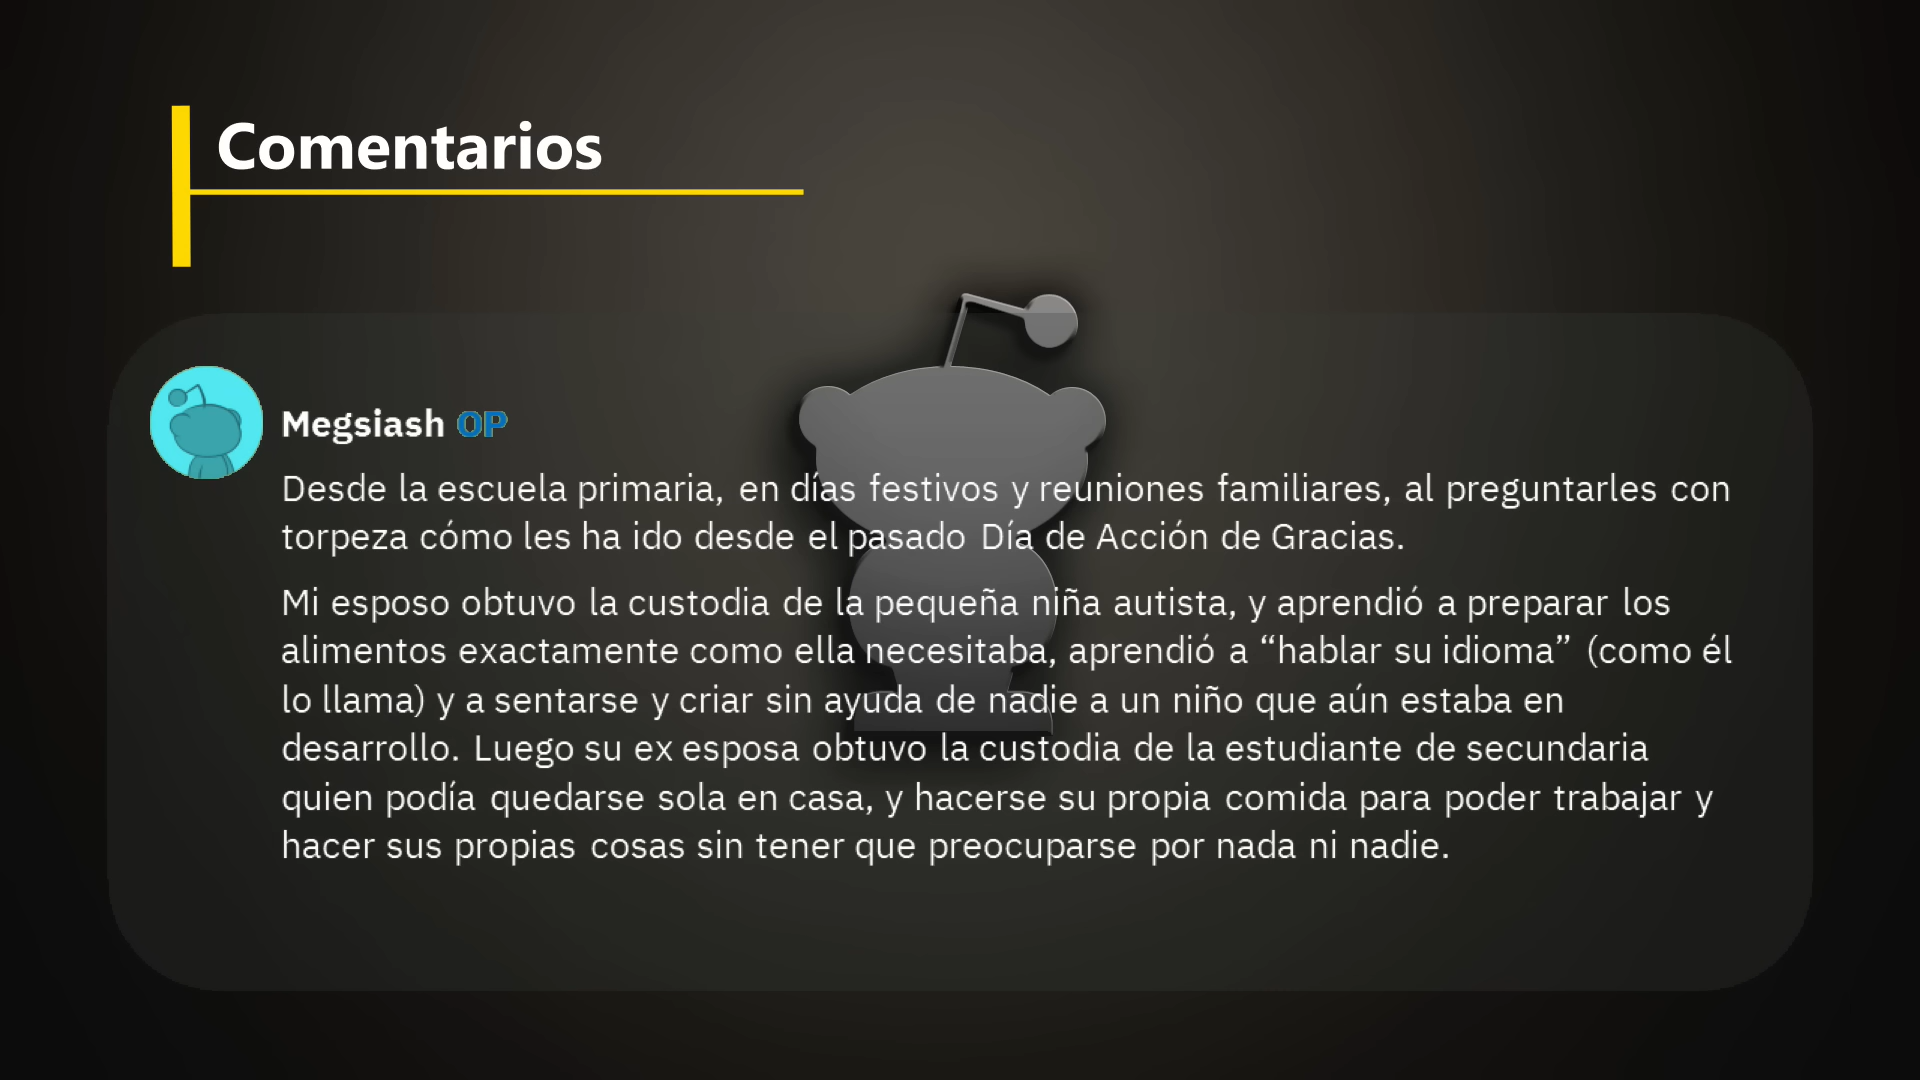 Comentarios
Megsiash OP
Desde la escuela primaria, en días festivos y reuniones familiares, al preguntarles con
torpeza cómo les ha ido desde el pasado Día de Acción de Gracias.
Mi esposo obtuvo la custodia de la pequeña niña autista, y aprendió a preparar los
alimentos exactamente como ella necesitaba, aprendió a “hablar su idioma” (como él
lo llama) y a sentarse y criar sin ayuda de nadie a un niño que aún estaba en
desarrollo. Luego su ex esposa obtuvo la custodia de la estudiante de secundaria
quien podía quedarse sola en casa, y hacerse su propia comida para poder trabajar y
hacer sus propias cosas sin tener que preocuparse por nada ni nadie.